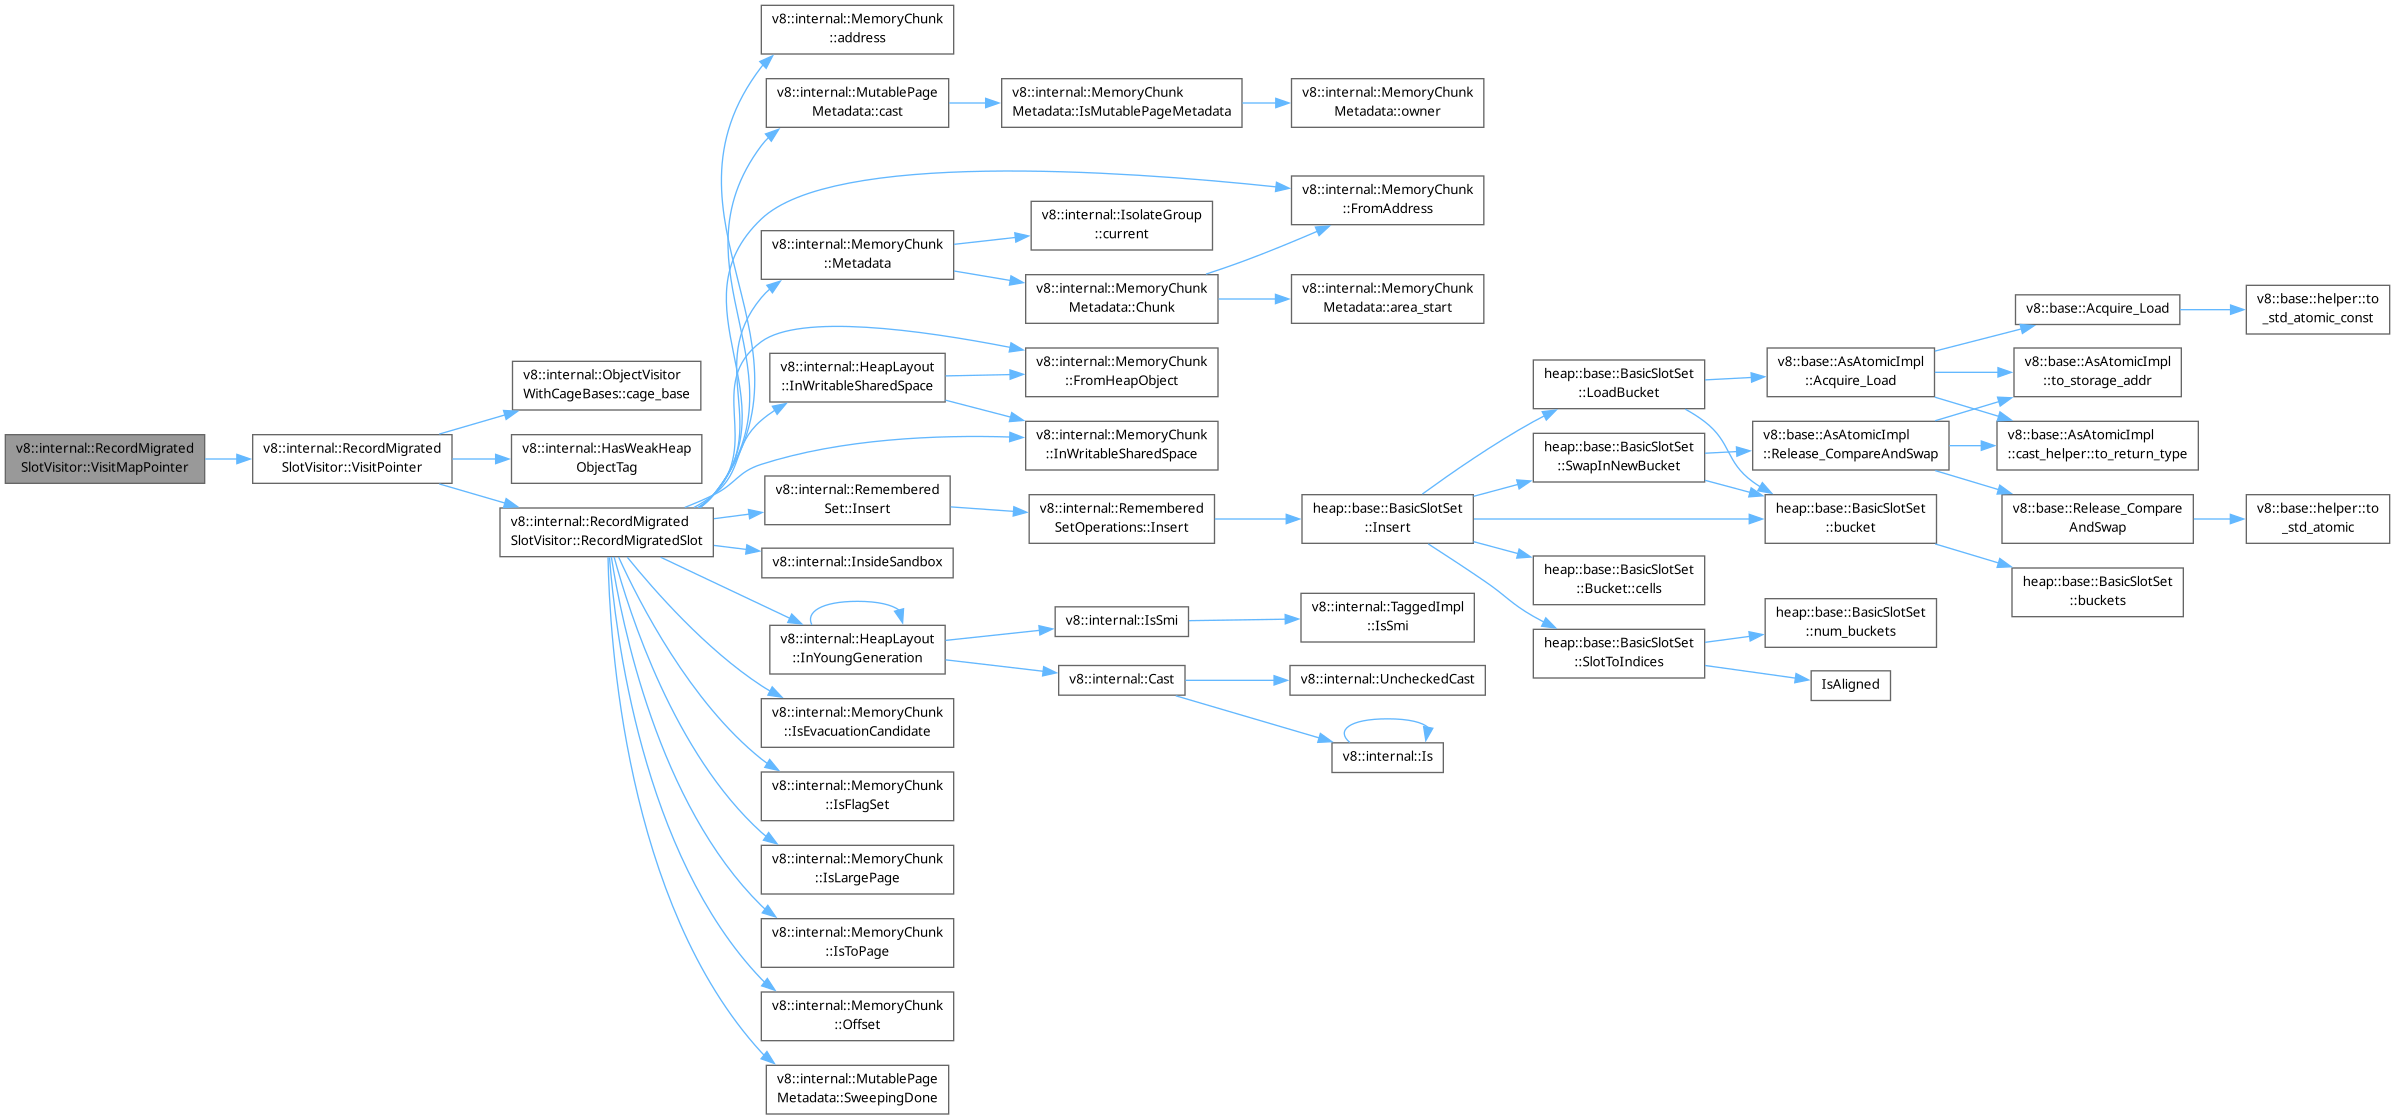 v8::internal::RecordMigrated
SlotVisitor::VisitMapPointer
v8::internal::RecordMigrated
SlotVisitor::VisitPointer
v8::internal::ObjectVisitor
WithCageBases::cage_base
v8::internal::HasWeakHeap
ObjectTag
v8::internal::RecordMigrated
SlotVisitor::RecordMigratedSlot
v8::internal::MemoryChunk
::address
v8::internal::MutablePage
Metadata::cast
v8::internal::MemoryChunk
Metadata::IsMutablePageMetadata
v8::internal::MemoryChunk
Metadata::owner
v8::internal::MemoryChunk
::FromAddress
v8::internal::MemoryChunk
::Metadata
v8::internal::IsolateGroup
::current
v8::internal::MemoryChunk
Metadata::Chunk
v8::internal::MemoryChunk
Metadata::area_start
v8::internal::HeapLayout
::InWritableSharedSpace
v8::internal::MemoryChunk
::FromHeapObject
v8::internal::MemoryChunk
::InWritableSharedSpace
v8::internal::Remembered
Set::Insert
v8::internal::Remembered
SetOperations::Insert
heap::base::BasicSlotSet
::Insert
heap::base::BasicSlotSet
::LoadBucket
heap::base::BasicSlotSet
::SwapInNewBucket
heap::base::BasicSlotSet
::Bucket::cells
heap::base::BasicSlotSet
::SlotToIndices
v8::base::AsAtomicImpl
::Acquire_Load
v8::base::AsAtomicImpl
::Release_CompareAndSwap
heap::base::BasicSlotSet
::bucket
heap::base::BasicSlotSet
::num_buckets
IsAligned
v8::base::Acquire_Load
v8::base::AsAtomicImpl
::to_storage_addr
v8::base::AsAtomicImpl
::cast_helper::to_return_type
v8::base::Release_Compare
AndSwap
heap::base::BasicSlotSet
::buckets
v8::base::helper::to
_std_atomic_const
v8::base::helper::to
_std_atomic
v8::internal::InsideSandbox
v8::internal::HeapLayout
::InYoungGeneration
v8::internal::IsSmi
v8::internal::TaggedImpl
::IsSmi
v8::internal::Cast
v8::internal::UncheckedCast
v8::internal::Is
v8::internal::MemoryChunk
::IsEvacuationCandidate
v8::internal::MemoryChunk
::IsFlagSet
v8::internal::MemoryChunk
::IsLargePage
v8::internal::MemoryChunk
::IsToPage
v8::internal::MemoryChunk
::Offset
v8::internal::MutablePage
Metadata::SweepingDone